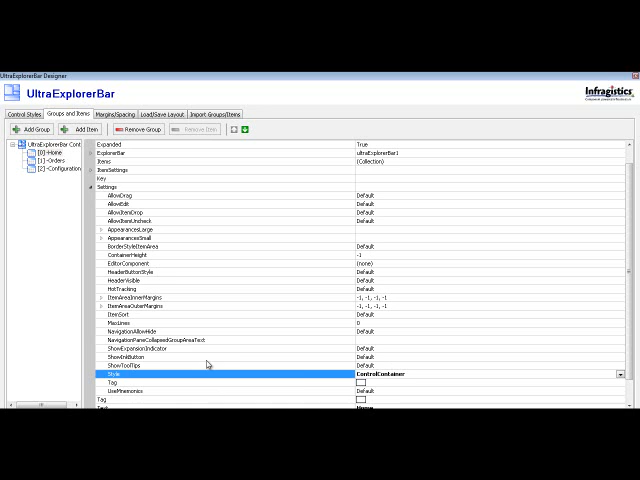 UltraExplorerBar Designer
UltraExplorerBar
Infragistics
Control Styles Groups and Items Margins/Spacing Load/Save Layout Import Groups/Items
Add Group Add Item Remove Group Remove Item
UltraExplorerBar Cont
[0]-Home
[1]-Orders
[2]-Configuration
Expanded True
ExplorerBar ultraExplorerBar1
Items (Collection)
ItemSettings
Key
Settings
AllowDrag Default
AllowEdit Default
AllowItemDrop Default
AllowItemUncheck Default
AppearancesLarge
AppearancesSmall
BorderStyleItemArea Default
ContainerHeight -1
EditorComponent (none)
HeaderButtonStyle Default
HeaderVisible Default
HotTracking Default
ItemAreaInnerMargins -1, -1, -1, -1
ItemAreaOuterMargins -1, -1, -1, -1
ItemSort Default
MaxLines 0
NavigationAllowHide Default
NavigationPaneCollapsedGroupAreaText
ShowExpansionIndicator Default
ShowInkButton Default
ShowToolTips Default
Style ControlContainer
Tag
UseMnemonics Default
Tag
Text Home